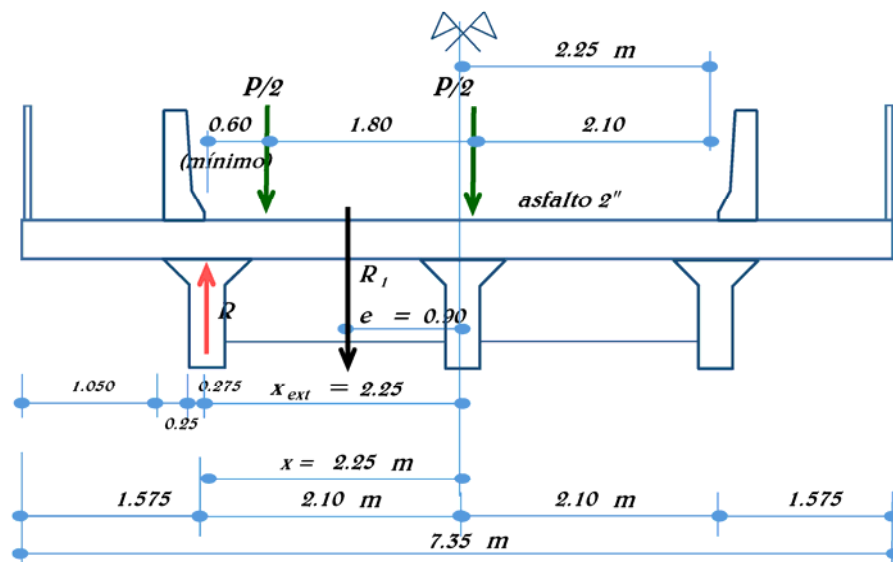 2.25 m
P/2 P/2
0.60 1.80 2.10
(mínimo)
asfalto 2"
R 1
R
e = 0.90
1.050 0.275 x ext = 2.25
0.25
x = 2.25 m
1.575 2.10 m 2.10 m 1.575
7.35 m